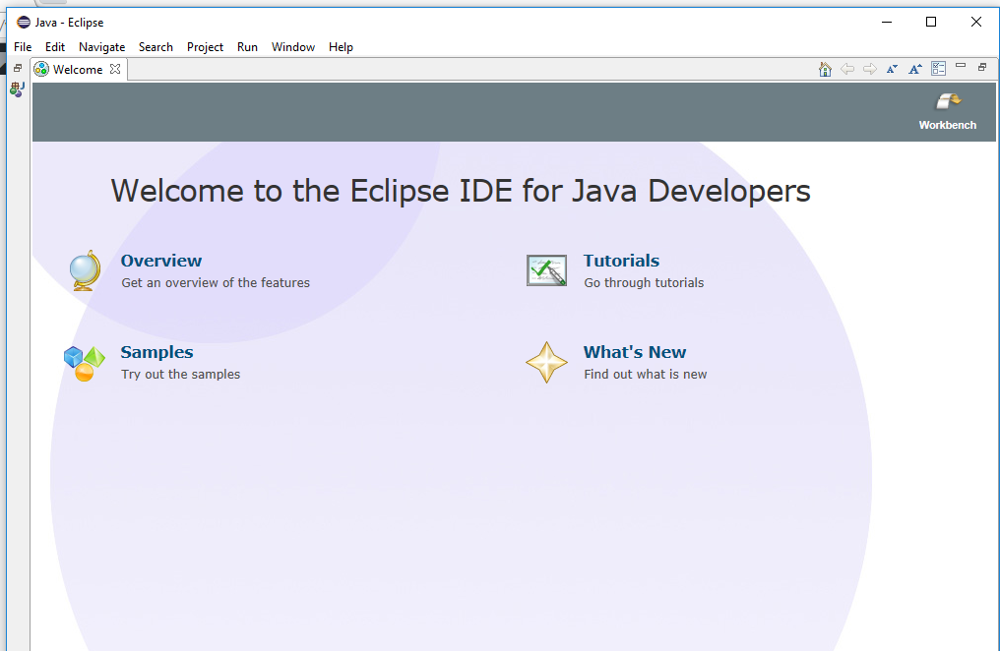 Java - Eclipse
File Edit Navigate Search Project Run Window Help
Welcome
Workbench
Welcome to the Eclipse IDE for Java Developers
Overview
Get an overview of the features
Tutorials
Go through tutorials
Samples
Try out the samples
What's New
Find out what is new